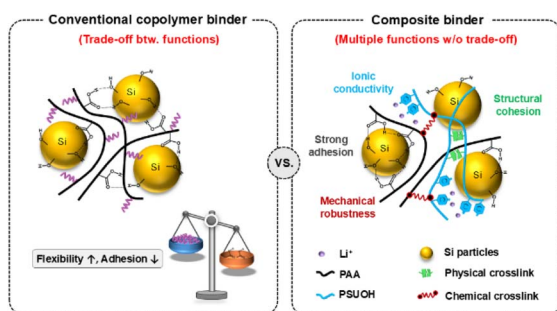 Conventional copolymer binder
(Trade-off btw. functions)
Si
Si
Si
Flexibility ↑, Adhesion ↓
VS.
Composite binder
(Multiple functions w/o trade-off)
Ionic
conductivity
Structural
cohesion
Strong
adhesion
Mechanical
robustness
Si
Si
Si
Li⁺
PAA
PSUOH
Si particles
Physical crosslink
Chemical crosslink